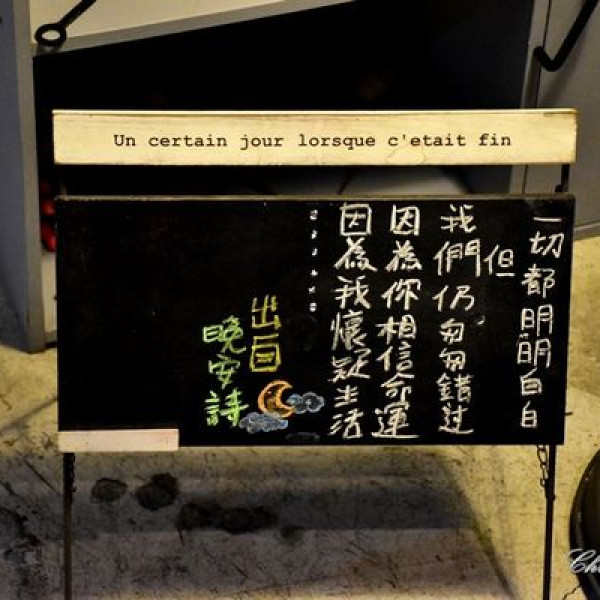 Un certain jour lorsque c'etait fin
一切都明明白白
但
我們仍匆匆錯过
因為你相信命運
因為我懷疑生活
......
出自
晚安詩